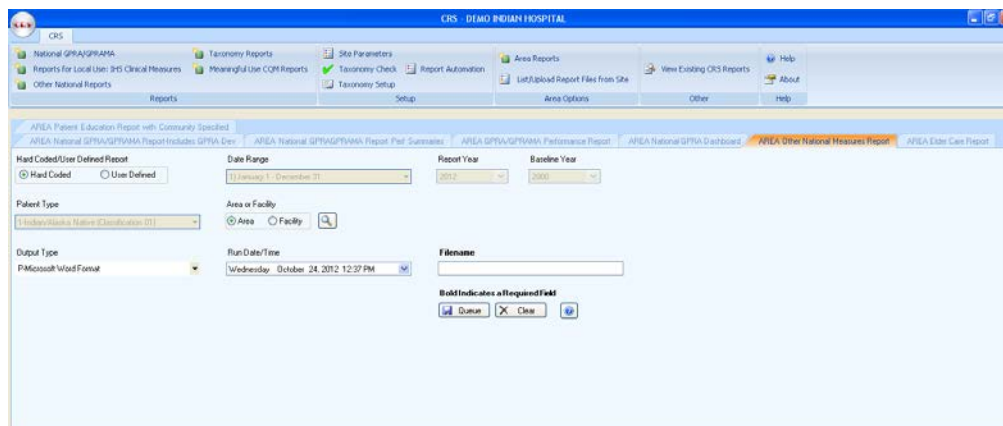 CRS - DEMO INDIAN HOSPITAL
CRS
National GPRA/GPRAMA
Reports for Local Use: IHS Clinical Measures
Other National Reports
Taxonomy Reports
Meaningful Use CQM Reports
Reports
Site Parameters
Taxonomy Check
Taxonomy Setup
Report Automation
Setup
Area Reports
List/Upload Report Files from Site
Area Options
View Existing CRS Reports
Other
Help
About
Help
AREA Patient Education Report with Community Specified
AREA National GPRA/GPRAMA Report-Includes GPRA Dev
AREA National GPRA/GPRAMA Report Perf Summaries
AREA GPRA/GPRAMA Performance Report
AREA National GPRA Dashboard
AREA Other National Measures Report
AREA Elder Care Report
Hard Coded/User Defined Report
Hard Coded User Defined
Date Range
1) January 1 - December 31
Report Year
2012
Baseline Year
2000
Patient Type
1-Indian/Alaska Native (Classification 01)
Area or Facility
Area Facility
Output Type
P-Microsoft Word Format
Run Date/Time
Wednesday October 24, 2012 12:37 PM
Filename
Bold Indicates a Required Field
Queue Clear